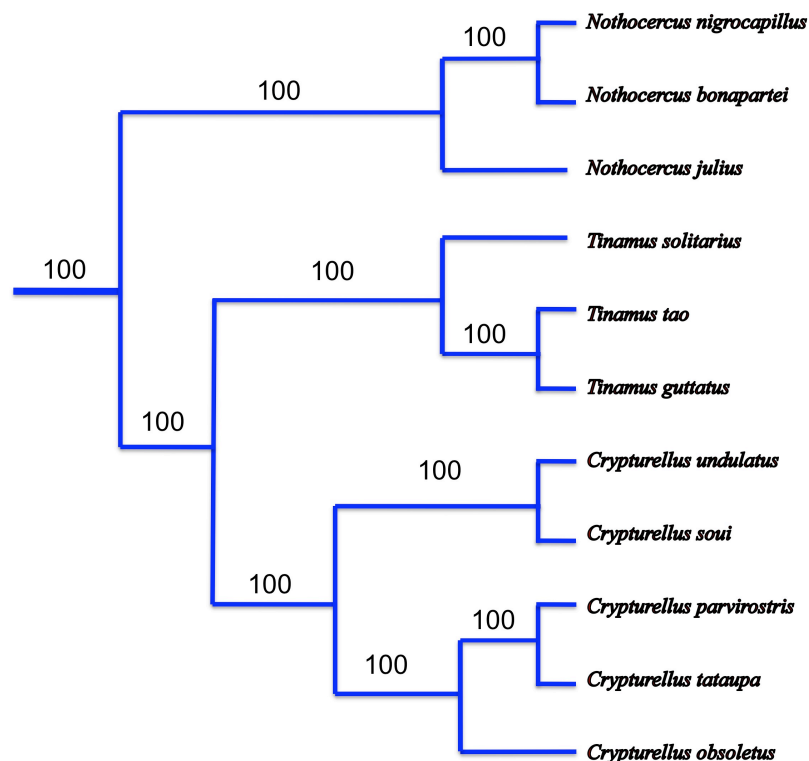 100
Nothocercus nigrocapillus
100
Nothocercus bonapartei
Nothocercus julius
Tinamus solitarius
100
100
Tinamus tao
100
Tinamus guttatus
100
Crypturellus undulatus
100
Crypturellus soui
100
Crypturellus parvirostris
100
100
Crypturellus tataupa
Crypturellus obsoletus